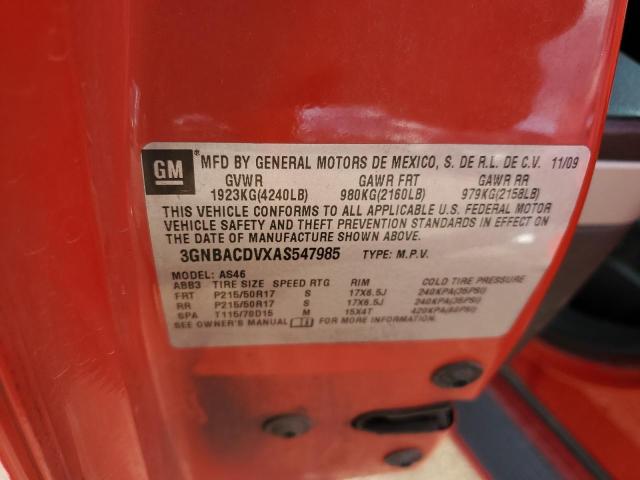 GM
MFD BY GENERAL MOTORS DE MEXICO, S. DE R.L. DE C.V. 11/09
GVWR GAWR FRT GAWR RR
1923KG(4240LB) 980KG(2160LB) 979KG(2158LB)
THIS VEHICLE CONFORMS TO ALL APPLICABLE U.S. FEDERAL MOTOR
VEHICLE SAFETY AND THEFT PREVENTION STANDARDS IN EFFECT ON
THE DATE OF MANUFACTURE SHOWN ABOVE.
3GNBACDVXAS547985 TYPE: M.P.V.
MODEL: AS46
ABB3 TIRE SIZE SPEED RTG RIM COLD TIRE PRESSURE
FRT P215/50R17 S 17X6.5J 240KPA(35PSI)
RR P215/50R17 S 17X6.5J 240KPA(35PSI)
SPA T115/70D15 M 15X4T 420KPA(60PSI)
SEE OWNER'S MANUAL FOR MORE INFORMATION.